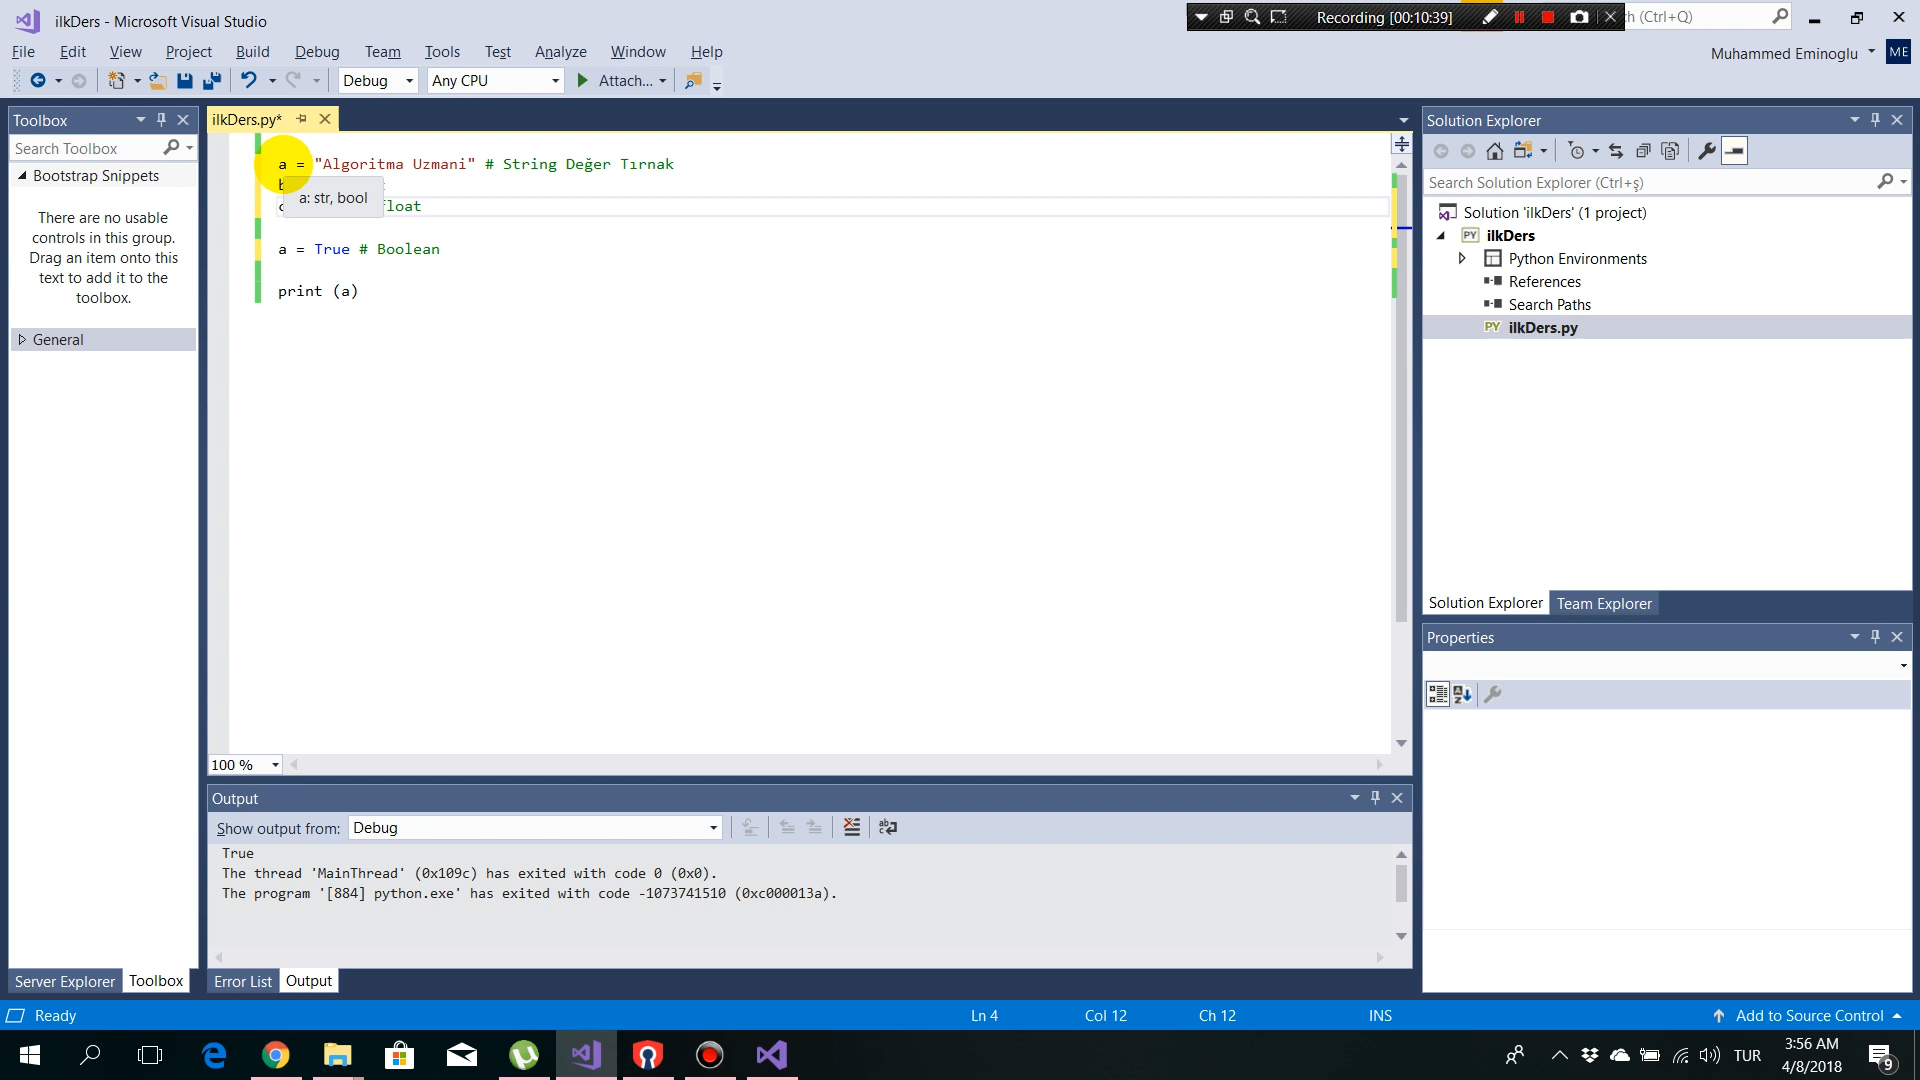 ilkDers - Microsoft Visual Studio
Recording [00:10:39]
ch (Ctrl+Q)
File Edit View Project Build Debug Team Tools Test Analyze Window Help
Muhammed Eminoglu ME
Debug Any CPU Attach...
Toolbox
ilkDers.py*
Solution Explorer
Search Toolbox
Bootstrap Snippets
There are no usable
controls in this group.
Drag an item onto this
text to add it to the
toolbox.
General
a = "Algoritma Uzmani" # String Değer Tırnak
a: str, bool
float
a = True # Boolean
print (a)
Search Solution Explorer (Ctrl+ş)
Solution 'ilkDers' (1 project)
PY ilkDers
Python Environments
References
Search Paths
PY ilkDers.py
Solution Explorer Team Explorer
Properties
100 %
Output
Show output from: Debug
True
The thread 'MainThread' (0x109c) has exited with code 0 (0x0).
The program '[884] python.exe' has exited with code -1073741510 (0xc000013a).
Server Explorer Toolbox
Error List Output
Ready
Ln 4 Col 12 Ch 12 INS
Add to Source Control
TUR
3:56 AM
4/8/2018
9